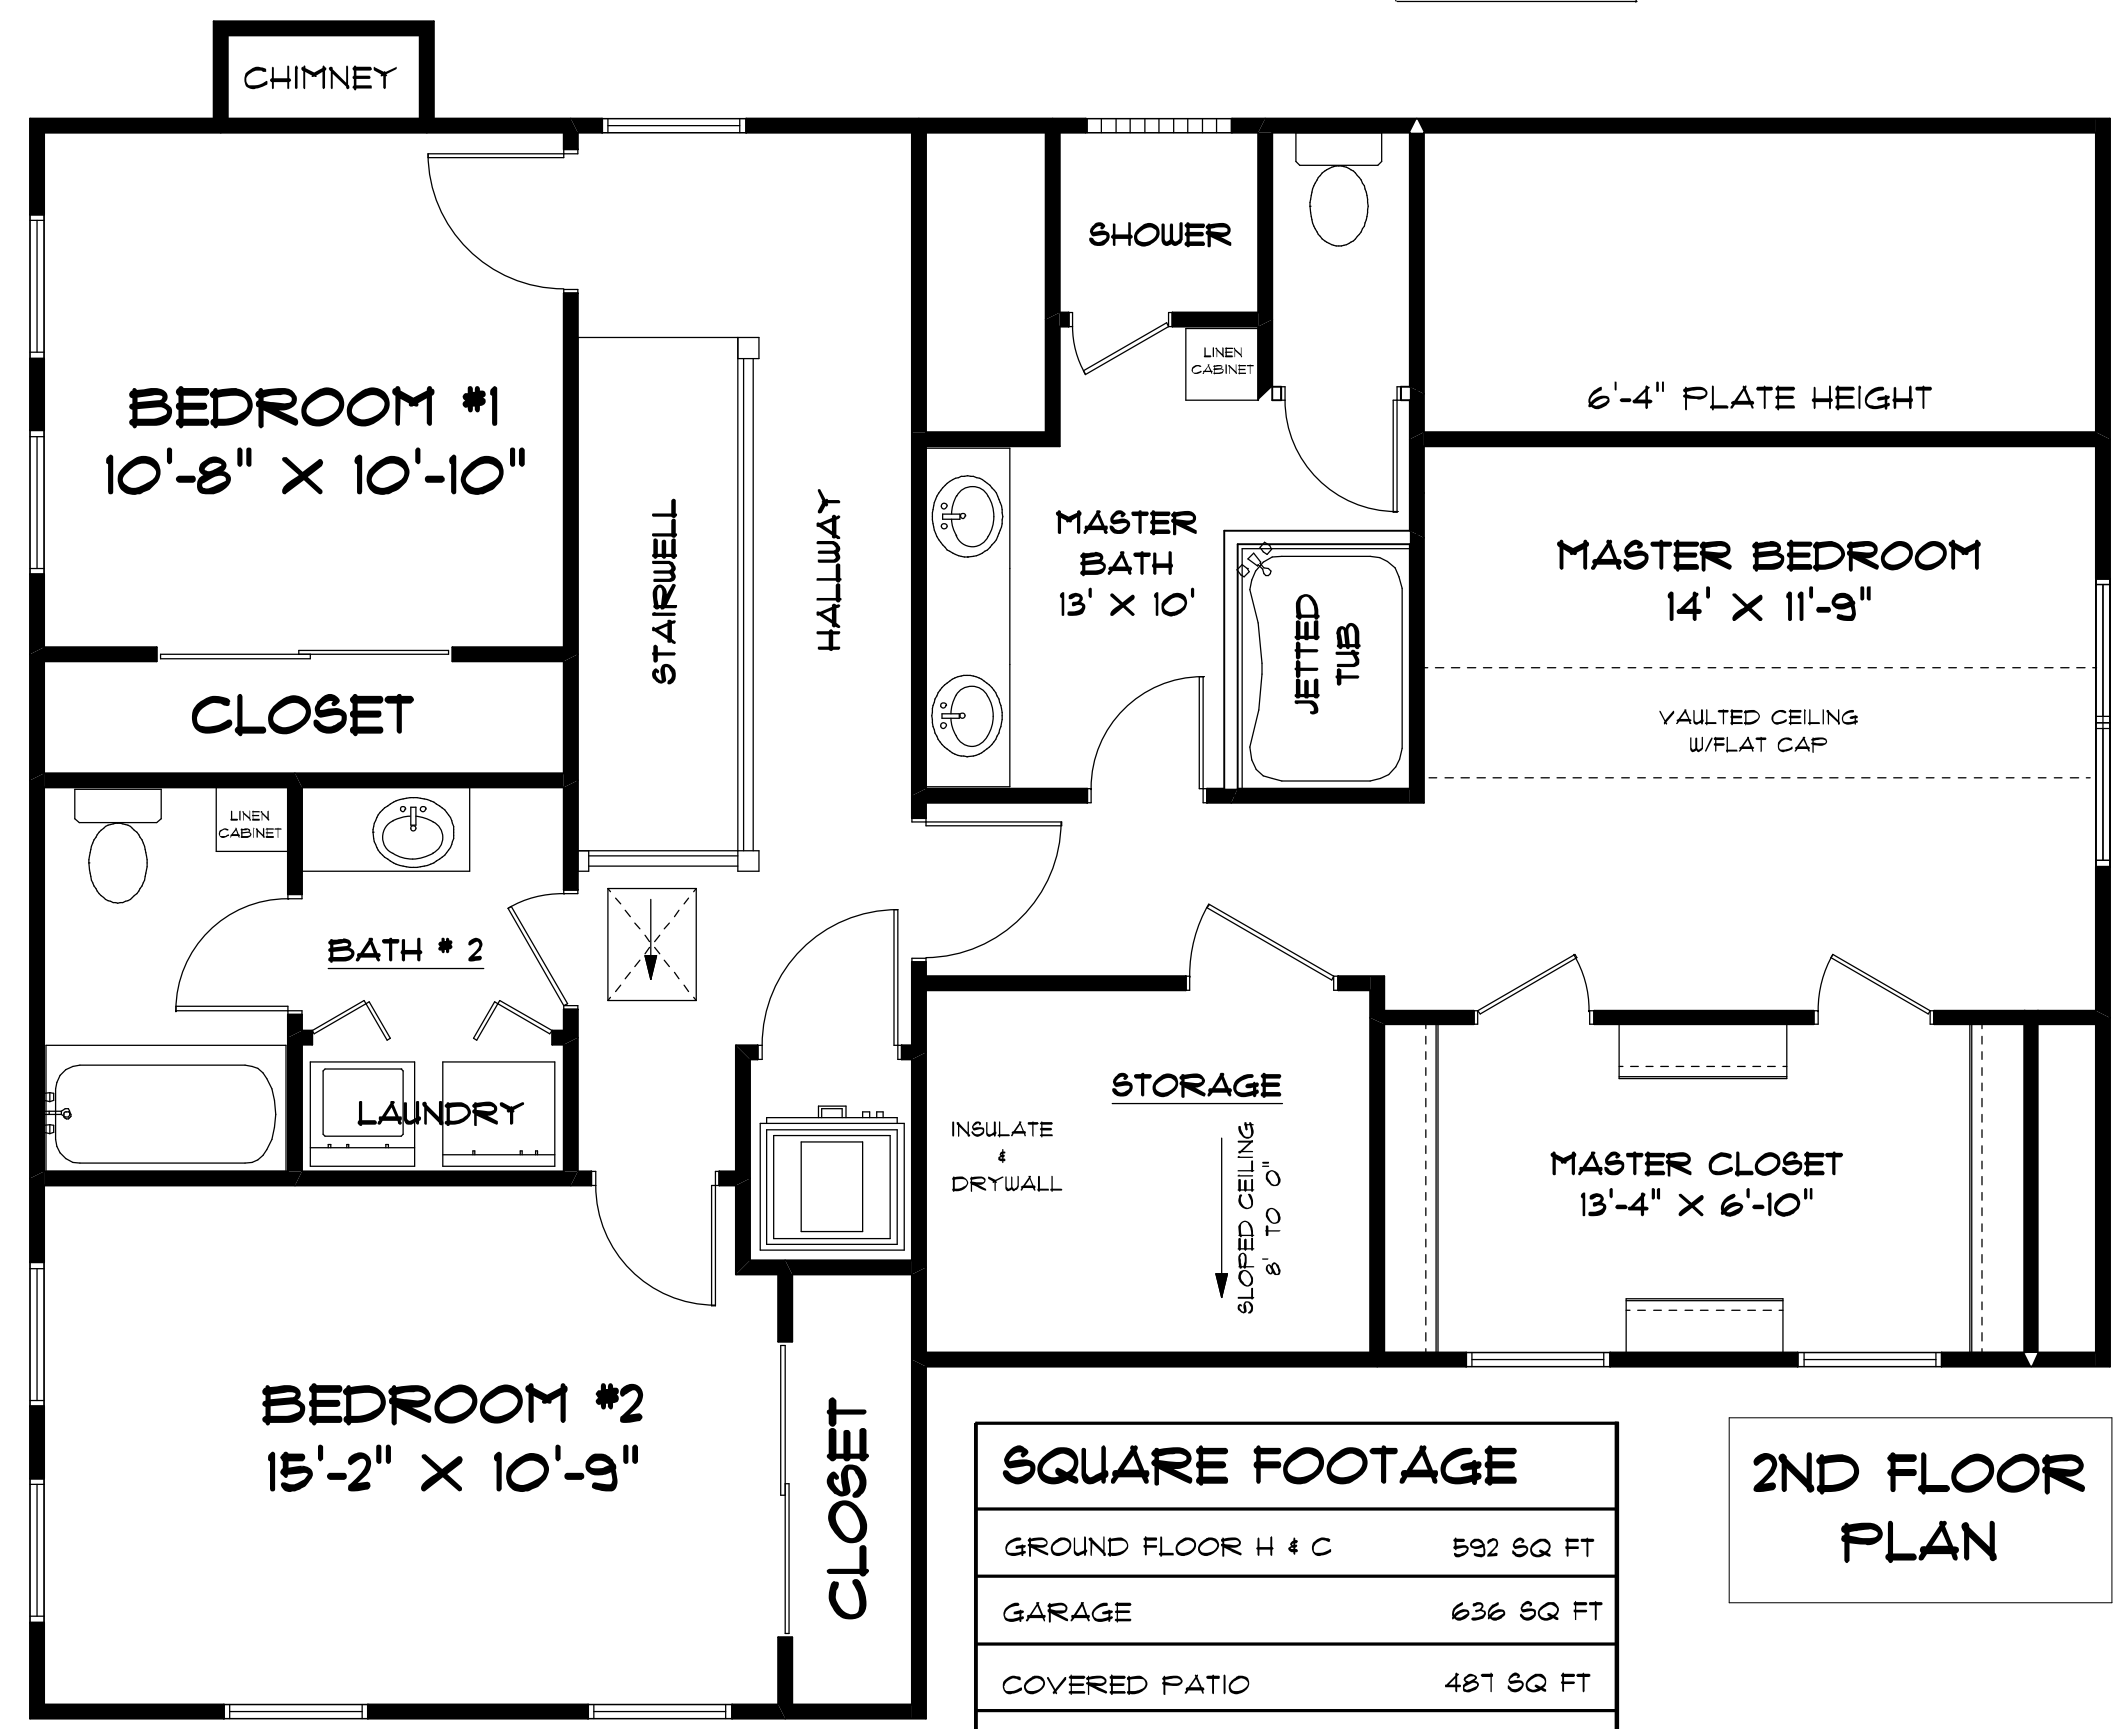 CHIMNEY
SHOWER
LINEN
CABINET
6'-4" PLATE HEIGHT
BEDROOM #1
10'-8" X 10'-10"
STAIRWELL
HALLWAY
MASTER
BATH
13' X 10'
JETTED
TUB
MASTER BEDROOM
14' X 11'-9"
VAULTED CEILING
W/FLAT CAP
CLOSET
LINEN
CABINET
BATH # 2
LAUNDRY
STORAGE
INSULATE
&
DRYWALL
SLOPED CEILING
8' TO 0"
MASTER CLOSET
13'-4" X 6'-10"
BEDROOM #2
15'-2" X 10'-9"
CLOSET
SQUARE FOOTAGE
GROUND FLOOR H & C 592 SQ FT
GARAGE 636 SQ FT
COVERED PATIO 487 SQ FT
2ND FLOOR
PLAN